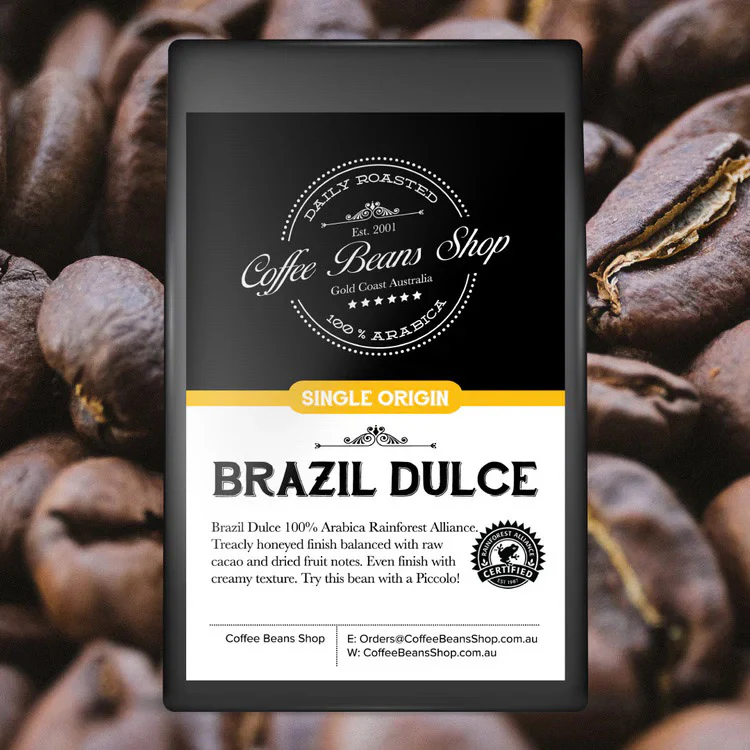 DAILY ROASTED
Est. 2001
Coffee Beans Shop
Gold Coast Australia
100% ARABICA
SINGLE ORIGIN
BRAZIL DULCE
Brazil Dulce 100% Arabica Rainforest Alliance.
Treacly honeyed finish balanced with raw
cacao and dried fruit notes. Even finish with
creamy texture. Try this bean with a Piccolo!
RAINFOREST ALLIANCE
CERTIFIED
EST 1987
Coffee Beans Shop
E: Orders@CoffeeBeansShop.com.au
W: CoffeeBeansShop.com.au